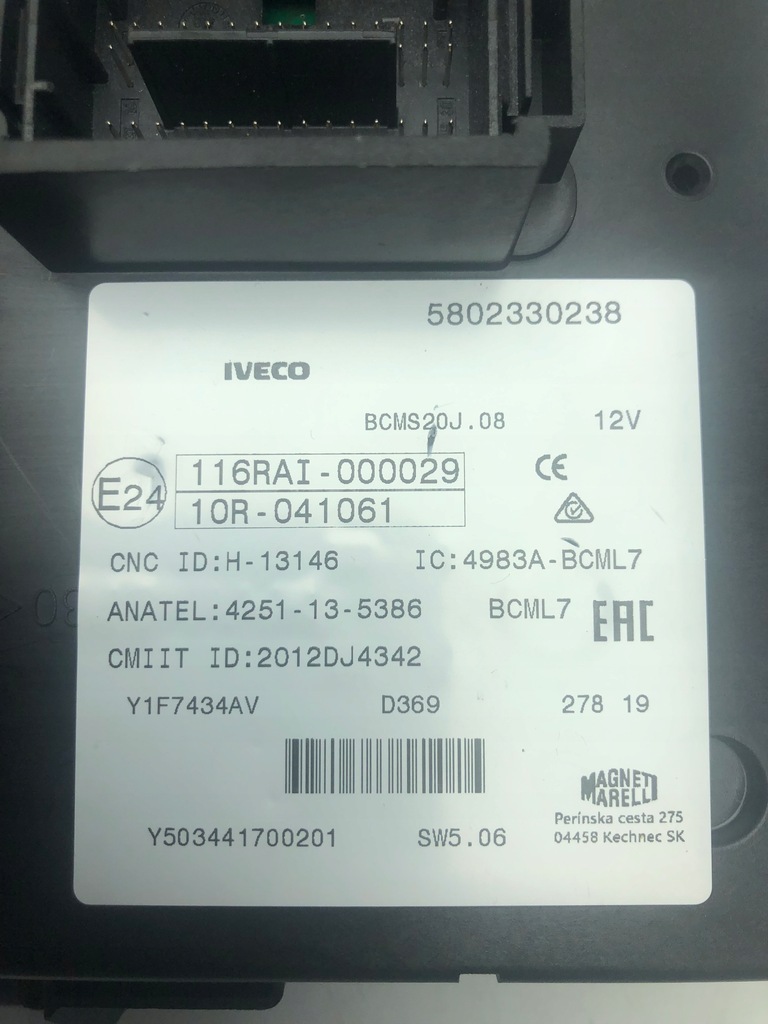 5802330238
IVECO
BCMS20J.08 12V
E24 116RAI-000029 CE
10R-041061
CNC ID:H-13146 IC:4983A-BCML7
ANATEL:4251-13-5386 BCML7 EAC
CMIIT ID:2012DJ4342
Y1F7434AV D369 278 19
MAGNETI
MARELLI
Perínska cesta 275
Y503441700201 SW5.06 04458 Kechnec SK